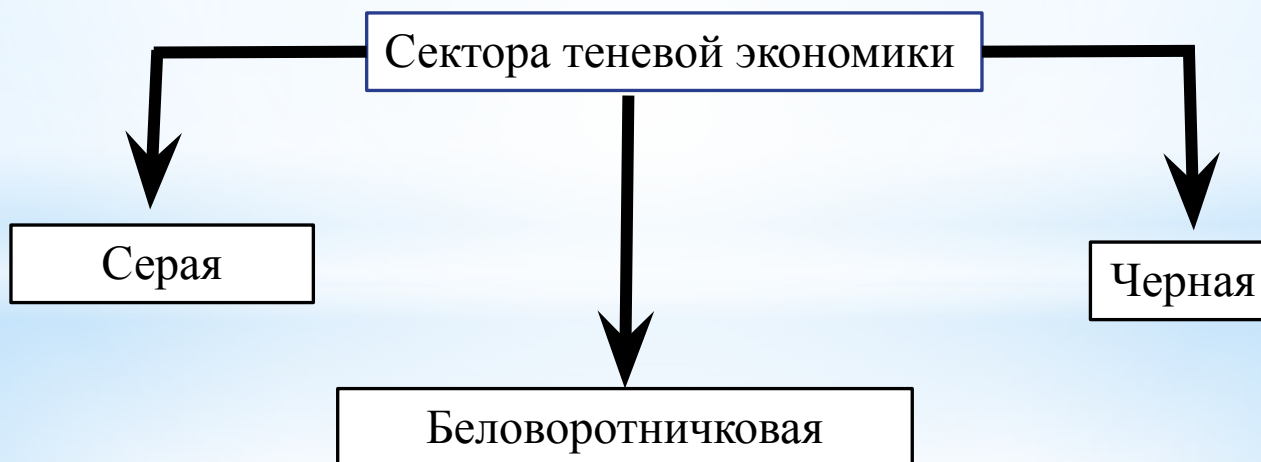 Сектора теневой экономики
Серая
Черная
Беловоротничковая